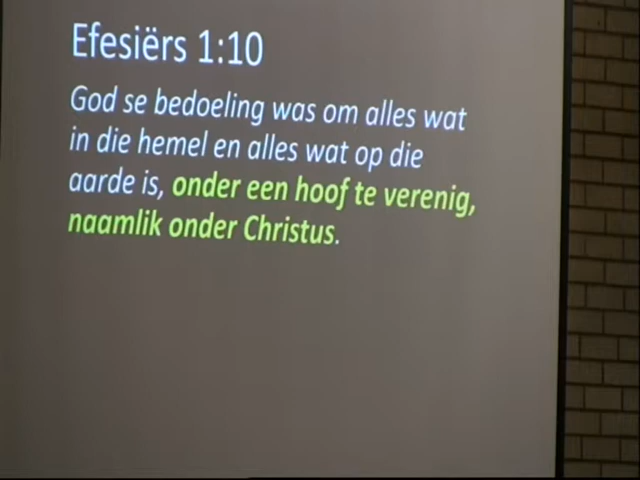 Efesiërs 1:10
God se bedoeling was om alles wat
in die hemel en alles wat op die
aarde is, onder een hoof te verenig,
naamlik onder Christus.